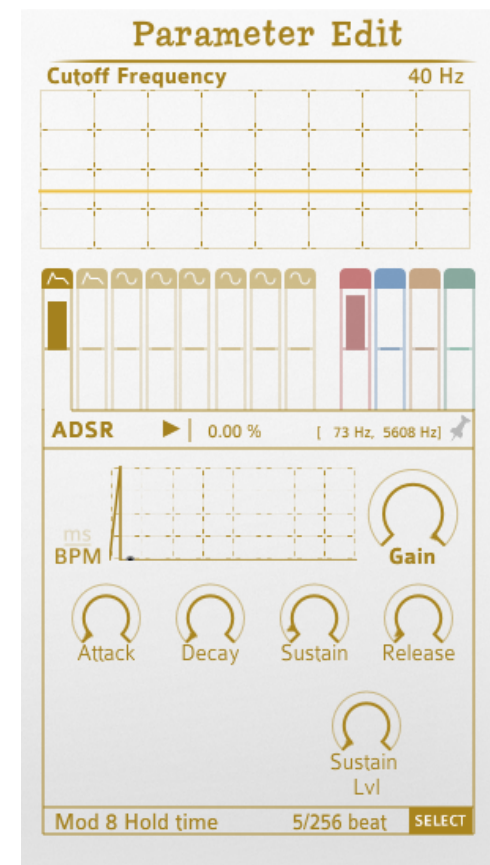 Parameter Edit
Cutoff Frequency 40 Hz
ADSR 0.00 % [ 73 Hz, 5608 Hz]
ms
BPM
Gain
Attack Decay Sustain Release
Sustain
Lvl
Mod 8 Hold time 5/256 beat SELECT